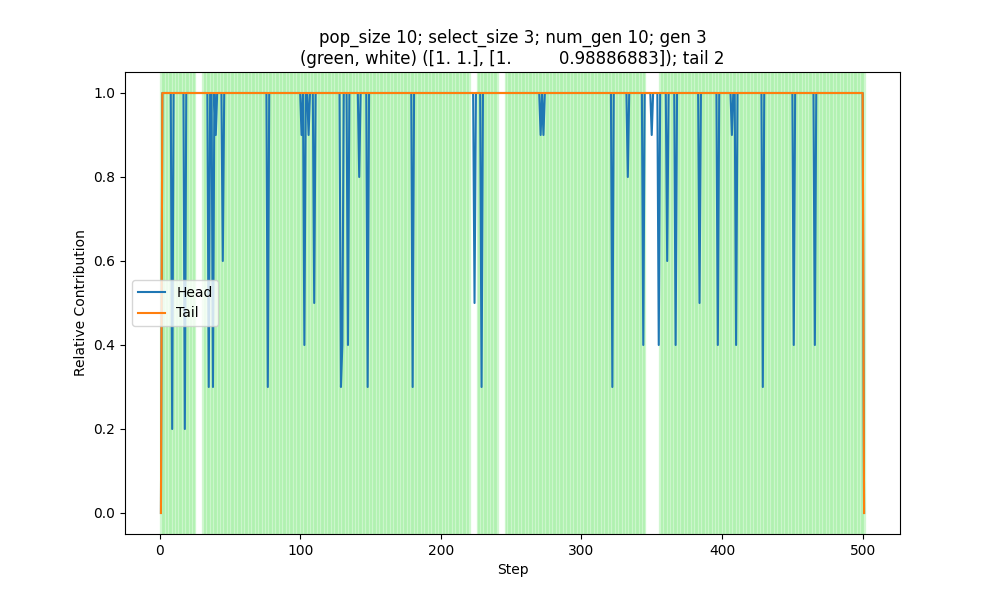 pop_size 10; select_size 3; num_gen 10; gen 3
(green, white) ([1. 1.], [1.          0.98886883]); tail 2
1.0
0.8
0.6
0.4
0.2
0.0
Relative Contribution
Head
Tail
0 100 200 300 400 500
Step